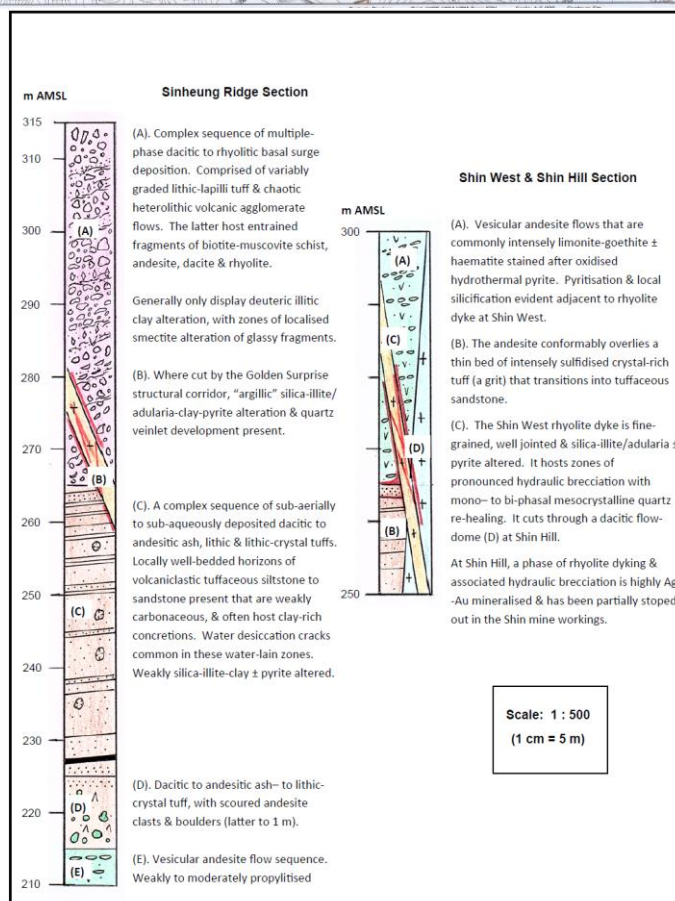 Sinheung Ridge Section
m AMSL
315
310
300
290
280
270
260
250
240
230
220
210
(A)
(B)
(C)
(D)
(E)
(A). Complex sequence of multiple-
phase dacitic to rhyolitic basal surge
deposition. Comprised of variably
graded lithic-lapilli tuff & chaotic
heterolithic volcanic agglomerate
flows. The latter host entrained
fragments of biotite-muscovite schist,
andesite, dacite & rhyolite.
Generally only display deuteric illitic
clay alteration, with zones of localised
smectite alteration of glassy fragments.
(B). Where cut by the Golden Surprise
structural corridor, "argillic" silica-illite/
adularia-clay-pyrite alteration & quartz
veinlet development present.
(C). A complex sequence of sub-aerially
to sub-aqueously deposited dacitic to
andesitic ash, lithic & lithic-crystal tuffs.
Locally well-bedded horizons of
volcaniclastic tuffaceous siltstone to
sandstone present that are weakly
carbonaceous, & often host clay-rich
concretions. Water desiccation cracks
common in these water-lain zones.
Weakly silica-illite-clay ± pyrite altered.
(D). Dacitic to andesitic ash– to lithic-
crystal tuff, with scoured andesite
clasts & boulders (latter to 1 m).
(E). Vesicular andesite flow sequence.
Weakly to moderately propylitised
Shin West & Shin Hill Section
m AMSL
300
250
(A)
(C)
(D)
(B)
(A). Vesicular andesite flows that are
commonly intensely limonite-goethite ±
haematite stained after oxidised
hydrothermal pyrite. Pyritisation & local
silicification evident adjacent to rhyolite
dyke at Shin West.
(B). The andesite conformably overlies a
thin bed of intensely sulfidised crystal-rich
tuff (a grit) that transitions into tuffaceous
sandstone.
(C). The Shin West rhyolite dyke is fine-
grained, well jointed & silica-illite/adularia ±
pyrite altered. It hosts zones of
pronounced hydraulic brecciation with
mono– to bi-phasal mesocrystalline quartz
re-healing. It cuts through a dacitic flow-
dome (D) at Shin Hill.
At Shin Hill, a phase of rhyolite dyking &
associated hydraulic brecciation is highly Ag
-Au mineralised & has been partially stoped
out in the Shin mine workings.
Scale: 1 : 500
(1 cm = 5 m)